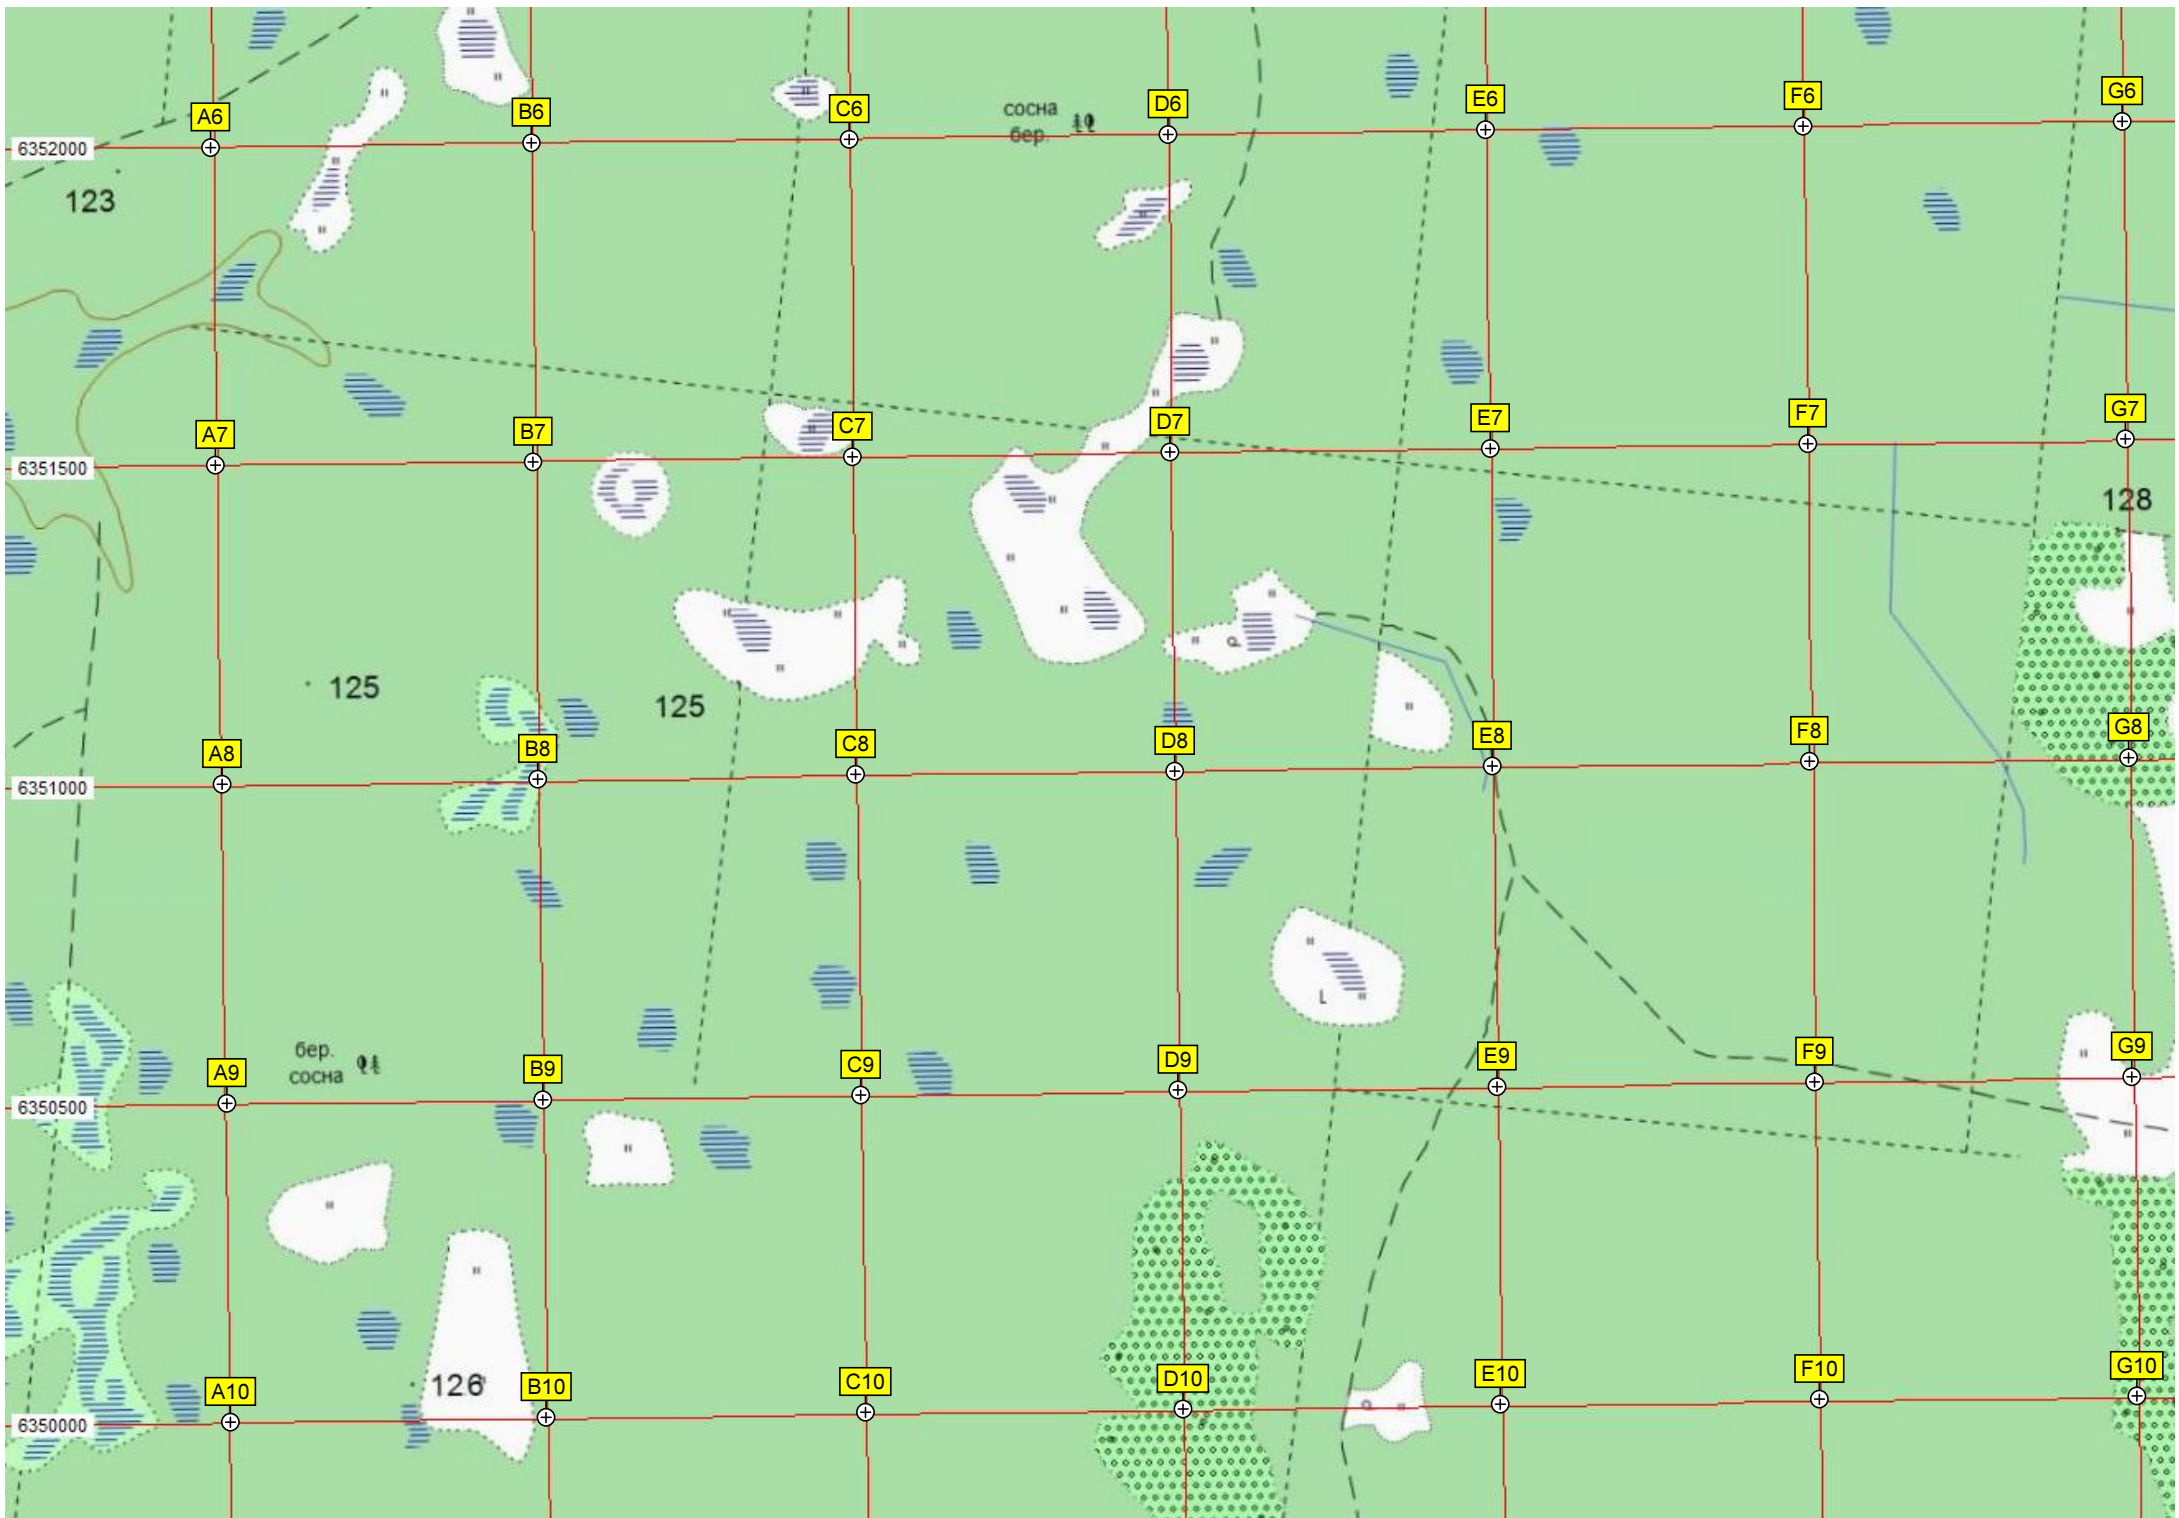 A6 B6 C6 D6 E6 F6 G6
сосна
бер.
6352000
123
A7 B7 C7 D7 E7 F7 G7
6351500
128
125
125
A8 B8 C8 D8 E8 F8 G8
6351000
бер.
сосна
A9 B9 C9 D9 E9 F9 G9
6350500
126
A10 B10 C10 D10 E10 F10 G10
6350000